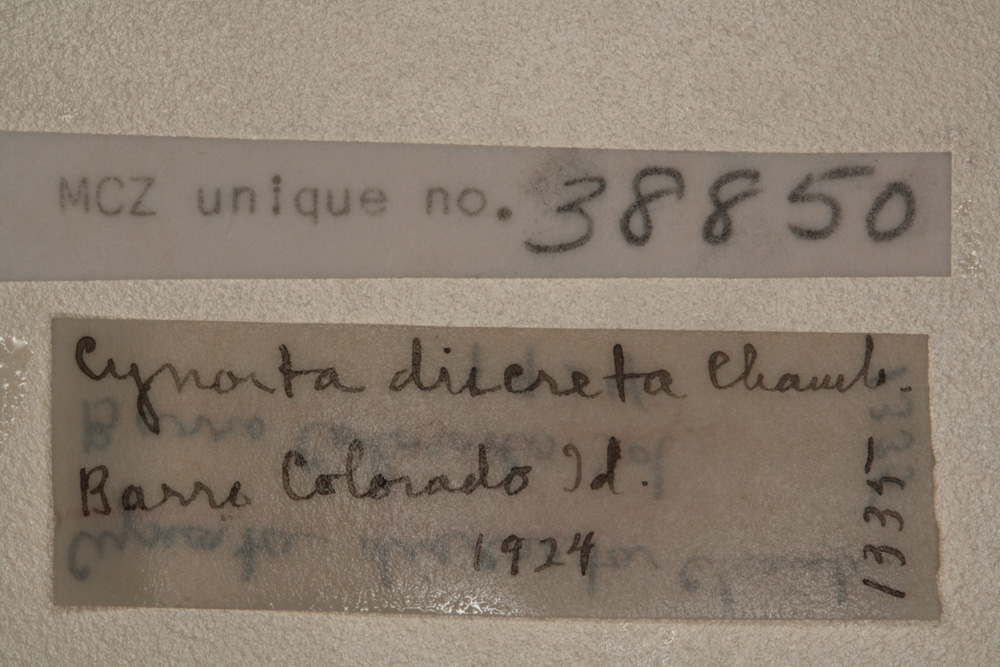 MCZ unique no. 38850
Cynorta discreta Chamb.
Barro Colorado Id.
1924
1335